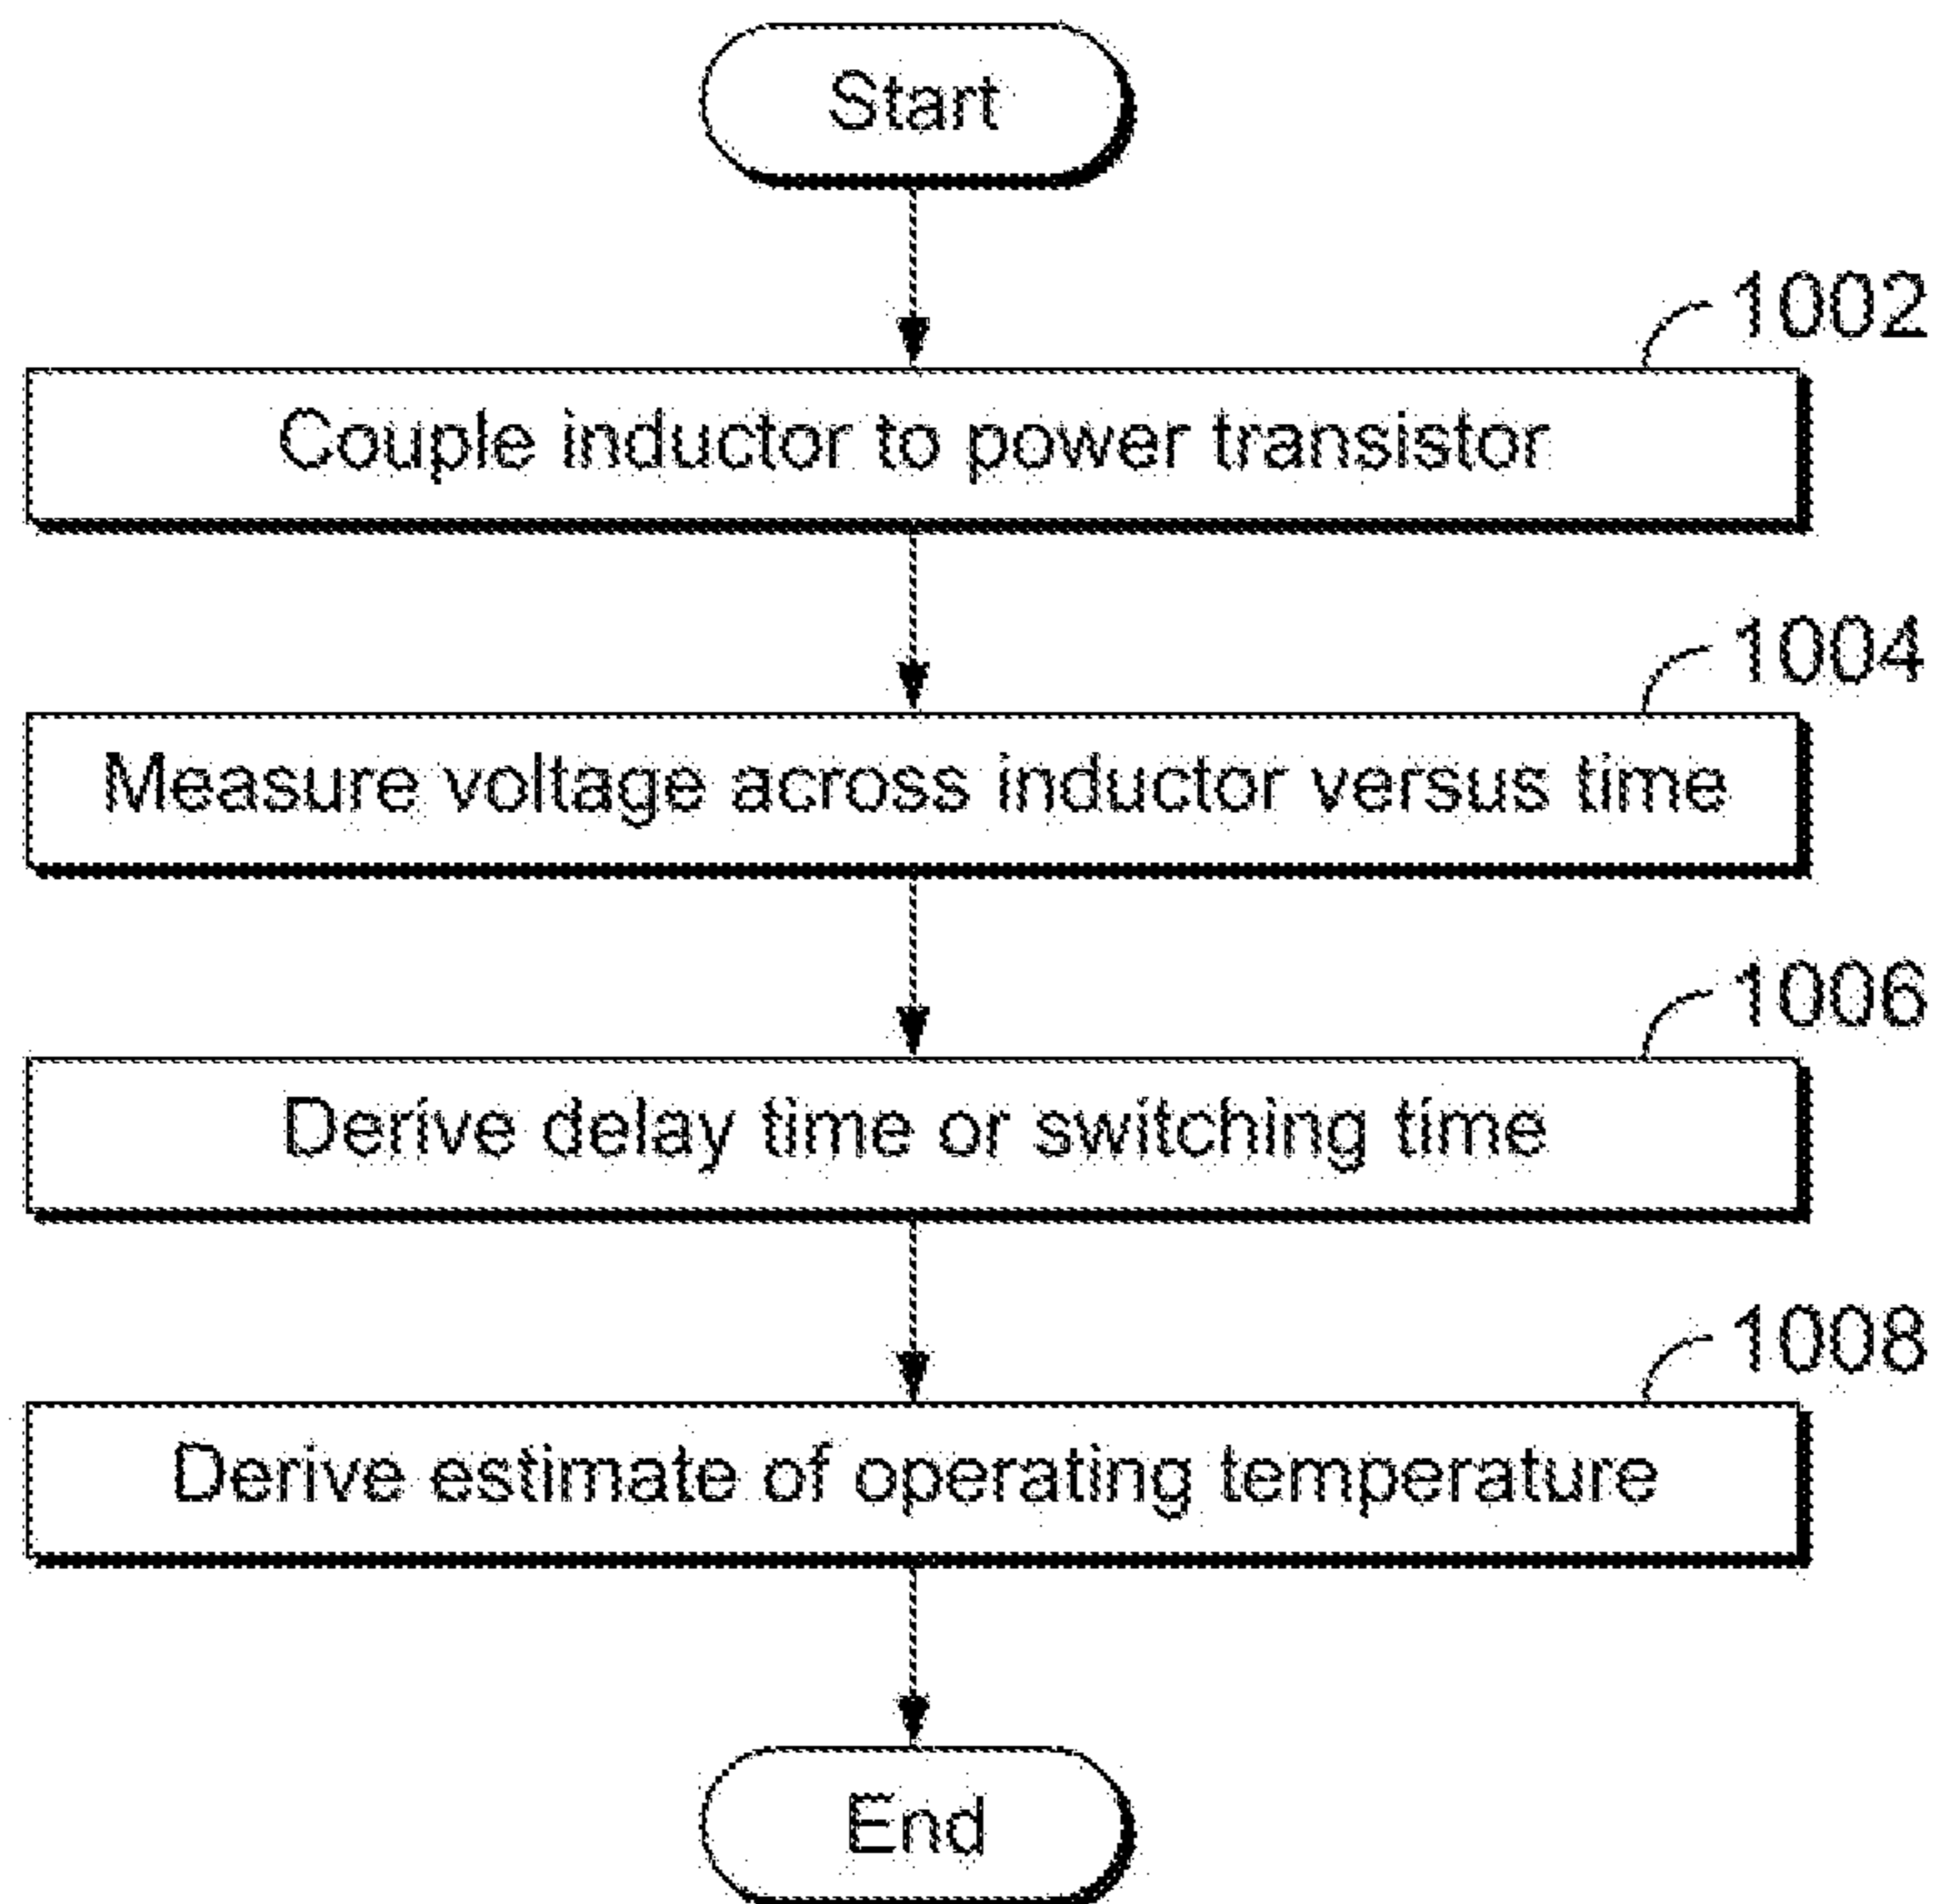 Start
1002
Couple inductor to power transistor
1004
Measure voltage across inductor versus time
1006
Derive delay time or switching time
1008
Derive estimate of operating temperature
End